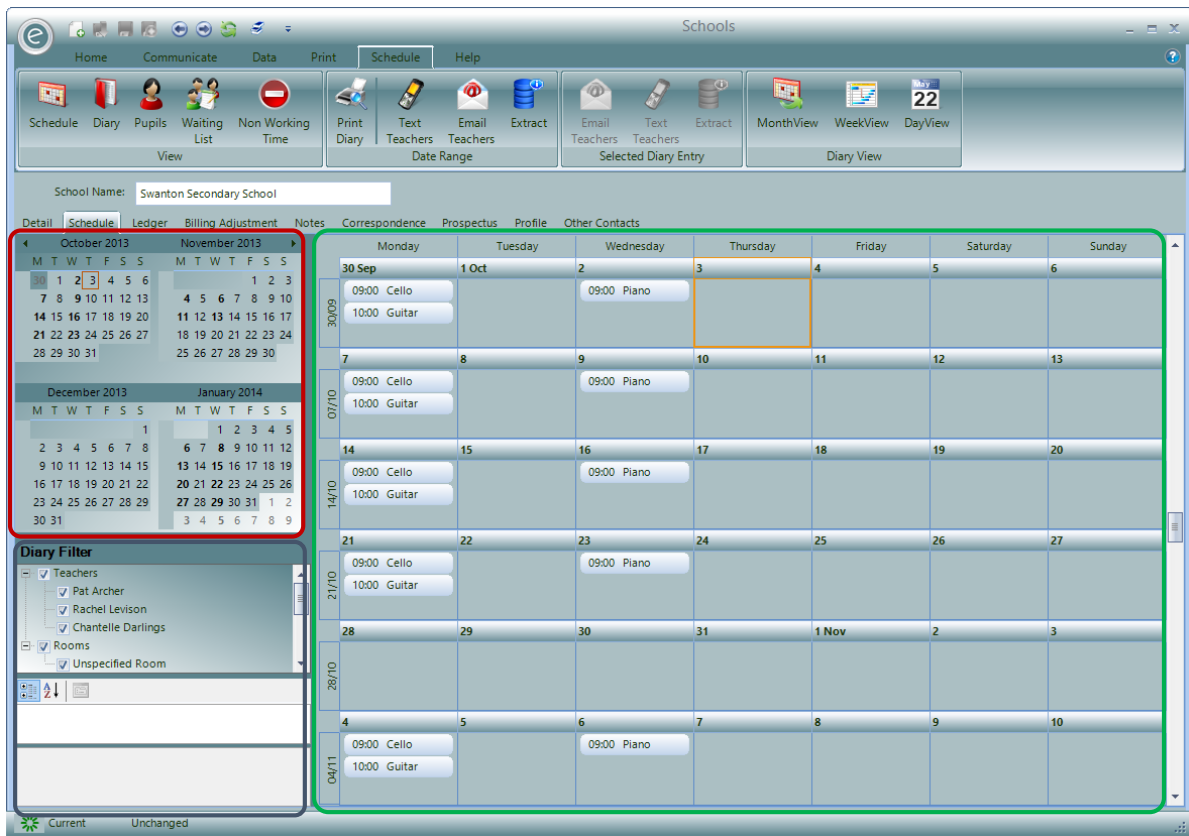 Schools
Home Communicate Data Print Schedule Help
May
22
Schedule Diary Pupils Waiting List Non Working Time
Print Diary Text Teachers Email Teachers Extract
Email Teachers Text Teachers Extract
MonthView WeekView DayView
View Date Range Selected Diary Entry Diary View
School Name: Swanton Secondary School
Detail Schedule Ledger Billing Adjustment Notes Correspondence Prospectus Profile Other Contacts
October 2013 November 2013
M T W T F S S M T W T F S S
30 1 2 3 4 5 6 1 2 3
7 8 9 10 11 12 13 4 5 6 7 8 9 10
14 15 16 17 18 19 20 11 12 13 14 15 16 17
21 22 23 24 25 26 27 18 19 20 21 22 23 24
28 29 30 31 25 26 27 28 29 30
December 2013 January 2014
M T W T F S S M T W T F S S
1 1 2 3 4 5
2 3 4 5 6 7 8 6 7 8 9 10 11 12
9 10 11 12 13 14 15 13 14 15 16 17 18 19
16 17 18 19 20 21 22 20 21 22 23 24 25 26
23 24 25 26 27 28 29 27 28 29 30 31 1 2
30 31 3 4 5 6 7 8 9
Diary Filter
Teachers
Pat Archer
Rachel Levison
Chantelle Darlings
Rooms
Unspecified Room
Monday Tuesday Wednesday Thursday Friday Saturday Sunday
30 Sep 1 Oct 2 3 4 5 6
30/09
09:00 Cello 09:00 Piano
10:00 Guitar
7 8 9 10 11 12 13
07/10
09:00 Cello 09:00 Piano
10:00 Guitar
14 15 16 17 18 19 20
14/10
09:00 Cello 09:00 Piano
10:00 Guitar
21 22 23 24 25 26 27
21/10
09:00 Cello 09:00 Piano
10:00 Guitar
28 29 30 31 1 Nov 2 3
28/10
4 5 6 7 8 9 10
04/11
09:00 Cello 09:00 Piano
10:00 Guitar
Current Unchanged